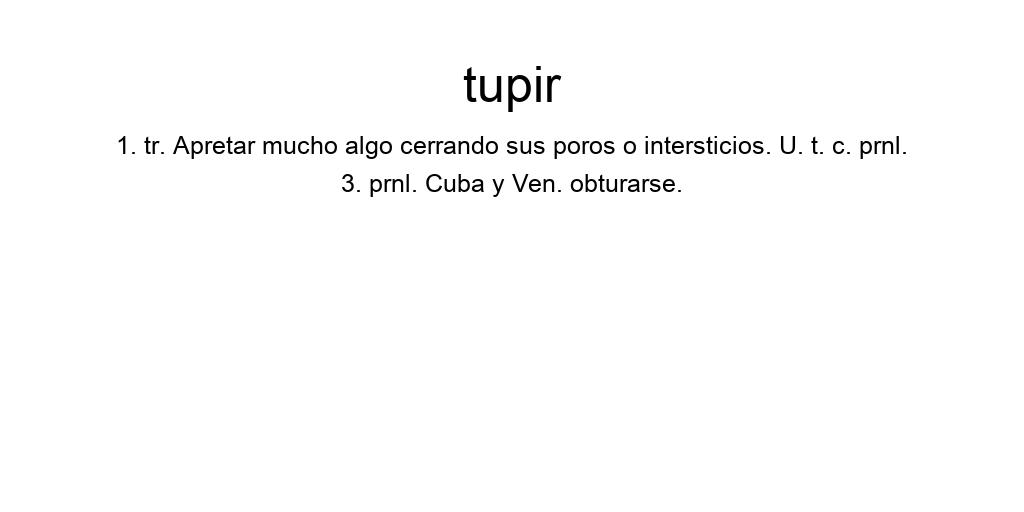 tupir
1. tr. Apretar mucho algo cerrando sus poros o intersticios. U. t. c. prnl.
3. prnl. Cuba y Ven. obturarse.